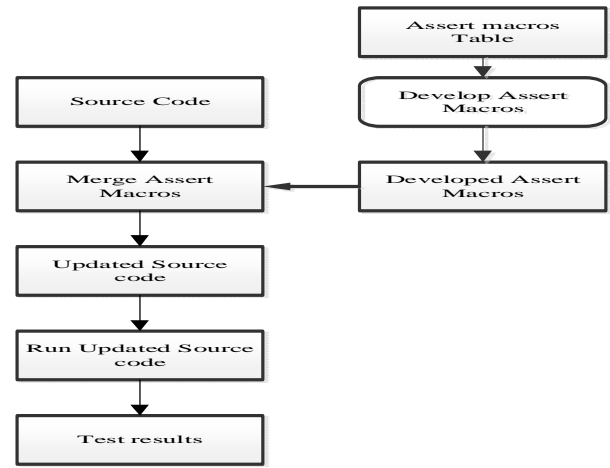 Assert macros
Table
Source Code
Develop Assert
Macros
Merge Assert
Macros
Developed Assert
Macros
Updated Source
code
Run Updated Source
code
Test results